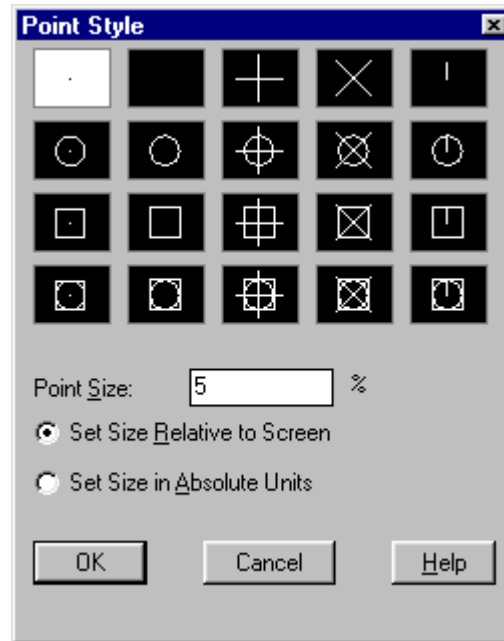 Point Style
Point Size: 5 %
Set Size Relative to Screen
Set Size in Absolute Units
OK Cancel Help